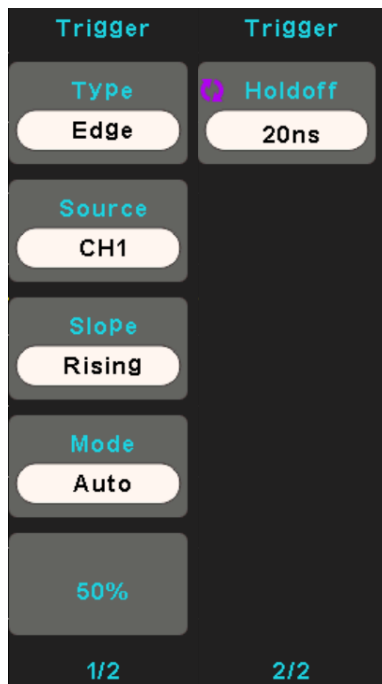 Trigger
Type
Edge
Source
CH1
Slope
Rising
Mode
Auto
50%
1/2
Trigger
Holdoff
20ns
2/2